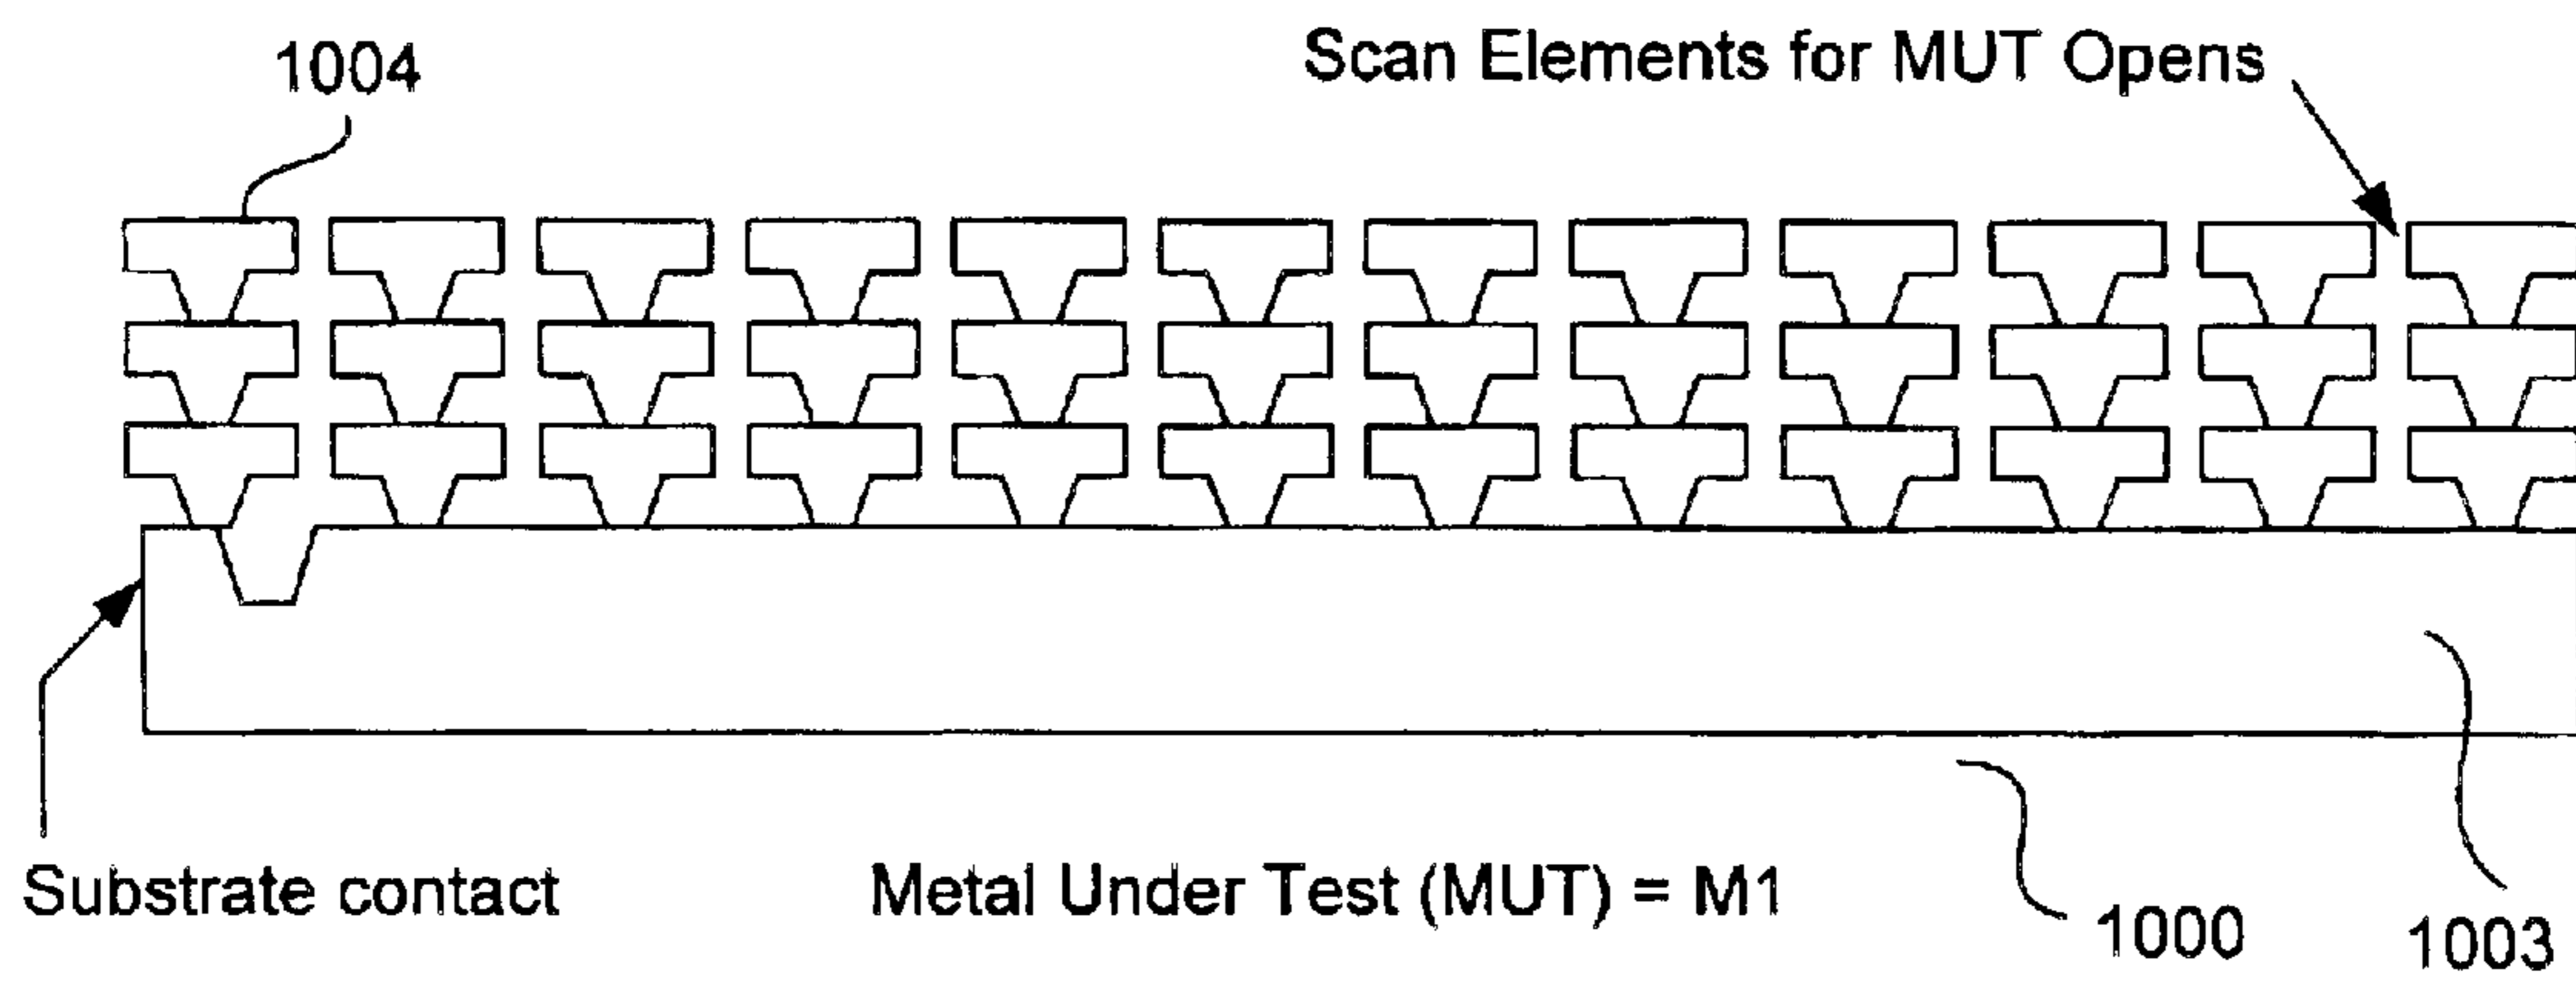 1004
Scan Elements for MUT Opens
Substrate contact
Metal Under Test (MUT) = M1
1000
1003